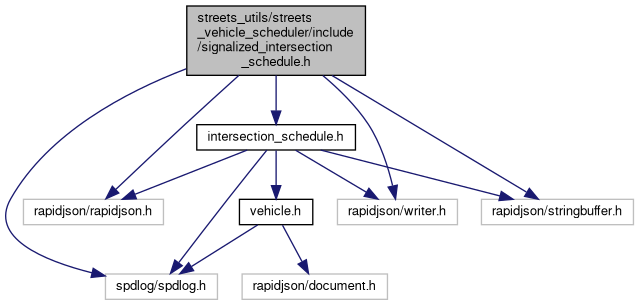 streets_utils/streets
_vehicle_scheduler/include
/signalized_intersection
_schedule.h
intersection_schedule.h
rapidjson/rapidjson.h
vehicle.h
rapidjson/writer.h
rapidjson/stringbuffer.h
spdlog/spdlog.h
rapidjson/document.h